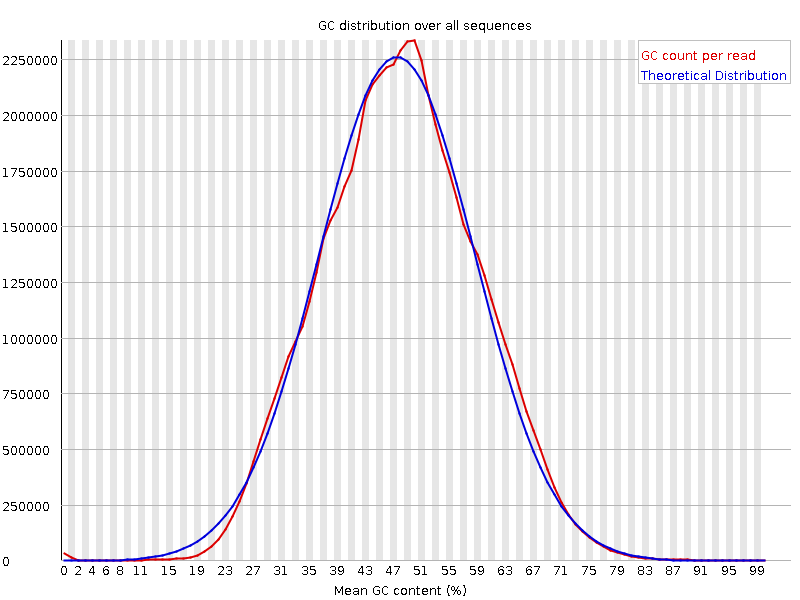 GC distribution over all sequences
GC count per read
Theoretical Distribution
2250000
2000000
1750000
1500000
1250000
1000000
750000
500000
250000
0
0 2 4 6 8 11 15 19 23 27 31 35 39 43 47 51 55 59 63 67 71 75 79 83 87 91 95 99
Mean GC content (%)